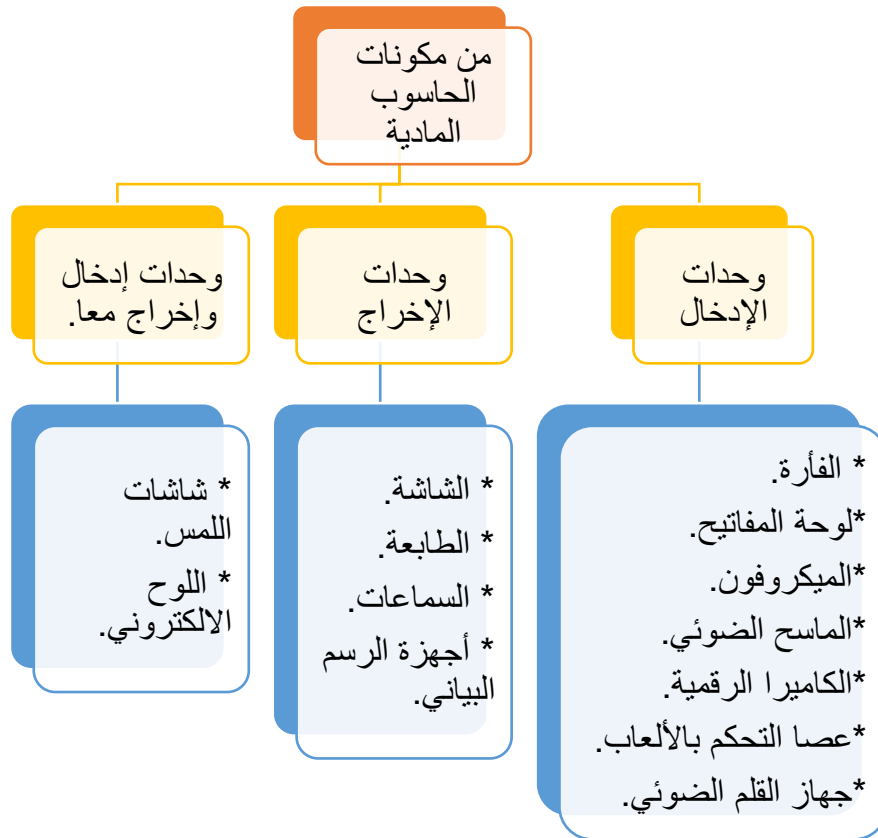 من مكونات
الحاسوب
المادية
وحدات
الإدخال
وحدات
الإخراج
وحدات إدخال
وإخراج معا.
* الفأرة.
*لوحة المفاتيح.
*الميكروفون.
*الماسح الضوئي.
*الكاميرا الرقمية.
*عصا التحكم بالألعاب.
*جهاز القلم الضوئي.
* الشاشة.
* الطابعة.
* السماعات.
* أجهزة الرسم
البياني.
* شاشات
اللمس.
* اللوح
الالكتروني.